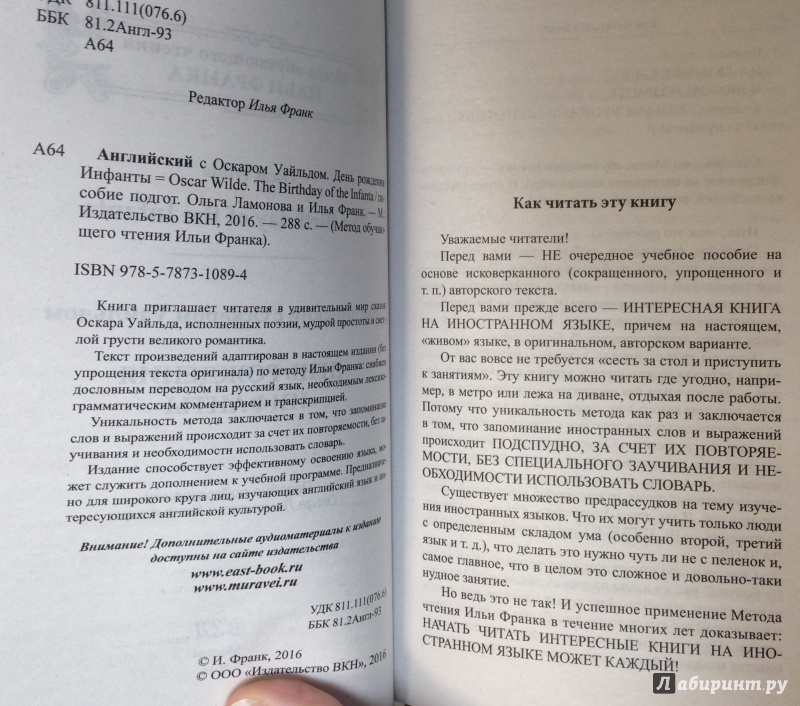 УДК 811.111(076.6)
ББК 81.2Англ-93
А64
Редактор Илья Франк
А64
Английский с Оскаром Уайльдом. День рождения
Инфанты = Oscar Wilde. The Birthday of the Infanta / по-
собие подгот. Ольга Ламонова и Илья Франк. — М.:
Издательство ВКН, 2016. — 288 с. — (Метод обучаю-
щего чтения Ильи Франка).
ISBN 978-5-7873-1089-4
Книга приглашает читателя в удивительный мир сказок
Оскара Уайльда, исполненных поэзии, мудрой простоты и свет-
лой грусти великого романтика.
Текст произведений адаптирован в настоящем издании (без
упрощения текста оригинала) по методу Ильи Франка: снабжен
дословным переводом на русский язык, необходимым лексико-
грамматическим комментарием и транскрипцией.
Уникальность метода заключается в том, что запоминание
слов и выражений происходит за счет их повторяемости, без за-
учивания и необходимости использовать словарь.
Издание способствует эффективному освоению языка, мо-
жет служить дополнением к учебной программе. Предназначе-
но для широкого круга лиц, изучающих английский язык и ин-
тересующихся английской культурой.
Внимание! Дополнительные аудиоматериалы к изданию
доступны на сайте издательства
www.east-book.ru
www.muravei.ru
УДК 811.111(076.6)
ББК 81.2Англ-93
© И. Франк, 2016
© ООО «Издательство ВКН», 2016
Как читать эту книгу
Уважаемые читатели!
Перед вами — НЕ очередное учебное пособие на
основе исковерканного (сокращенного, упрощенного и
т. п.) авторского текста.
Перед вами прежде всего — ИНТЕРЕСНАЯ КНИГА
НА ИНОСТРАННОМ ЯЗЫКЕ, причем на настоящем,
«живом» языке, в оригинальном, авторском варианте.
От вас вовсе не требуется «сесть за стол и приступить
к занятиям». Эту книгу можно читать где угодно, напри-
мер, в метро или лежа на диване, отдыхая после работы.
Потому что уникальность метода как раз и заключается
в том, что запоминание иностранных слов и выражений
происходит ПОДСПУДНО, ЗА СЧЕТ ИХ ПОВТОРЯЕ-
МОСТИ, БЕЗ СПЕЦИАЛЬНОГО ЗАУЧИВАНИЯ И НЕ-
ОБХОДИМОСТИ ИСПОЛЬЗОВАТЬ СЛОВАРЬ.
Существует множество предрассудков на тему изуче-
ния иностранных языков. Что их могут учить только люди
с определенным складом ума (особенно второй, третий
язык и т. д.), что делать это нужно чуть ли не с пеленок и,
самое главное, что в целом это сложное и довольно-таки
нудное занятие.
Но ведь это не так! И успешное применение Метода
чтения Ильи Франка в течение многих лет доказывает:
НАЧАТЬ ЧИТАТЬ ИНТЕРЕСНЫЕ КНИГИ НА ИНО-
СТРАННОМ ЯЗЫКЕ МОЖЕТ КАЖДЫЙ!
Лабиринт.ру